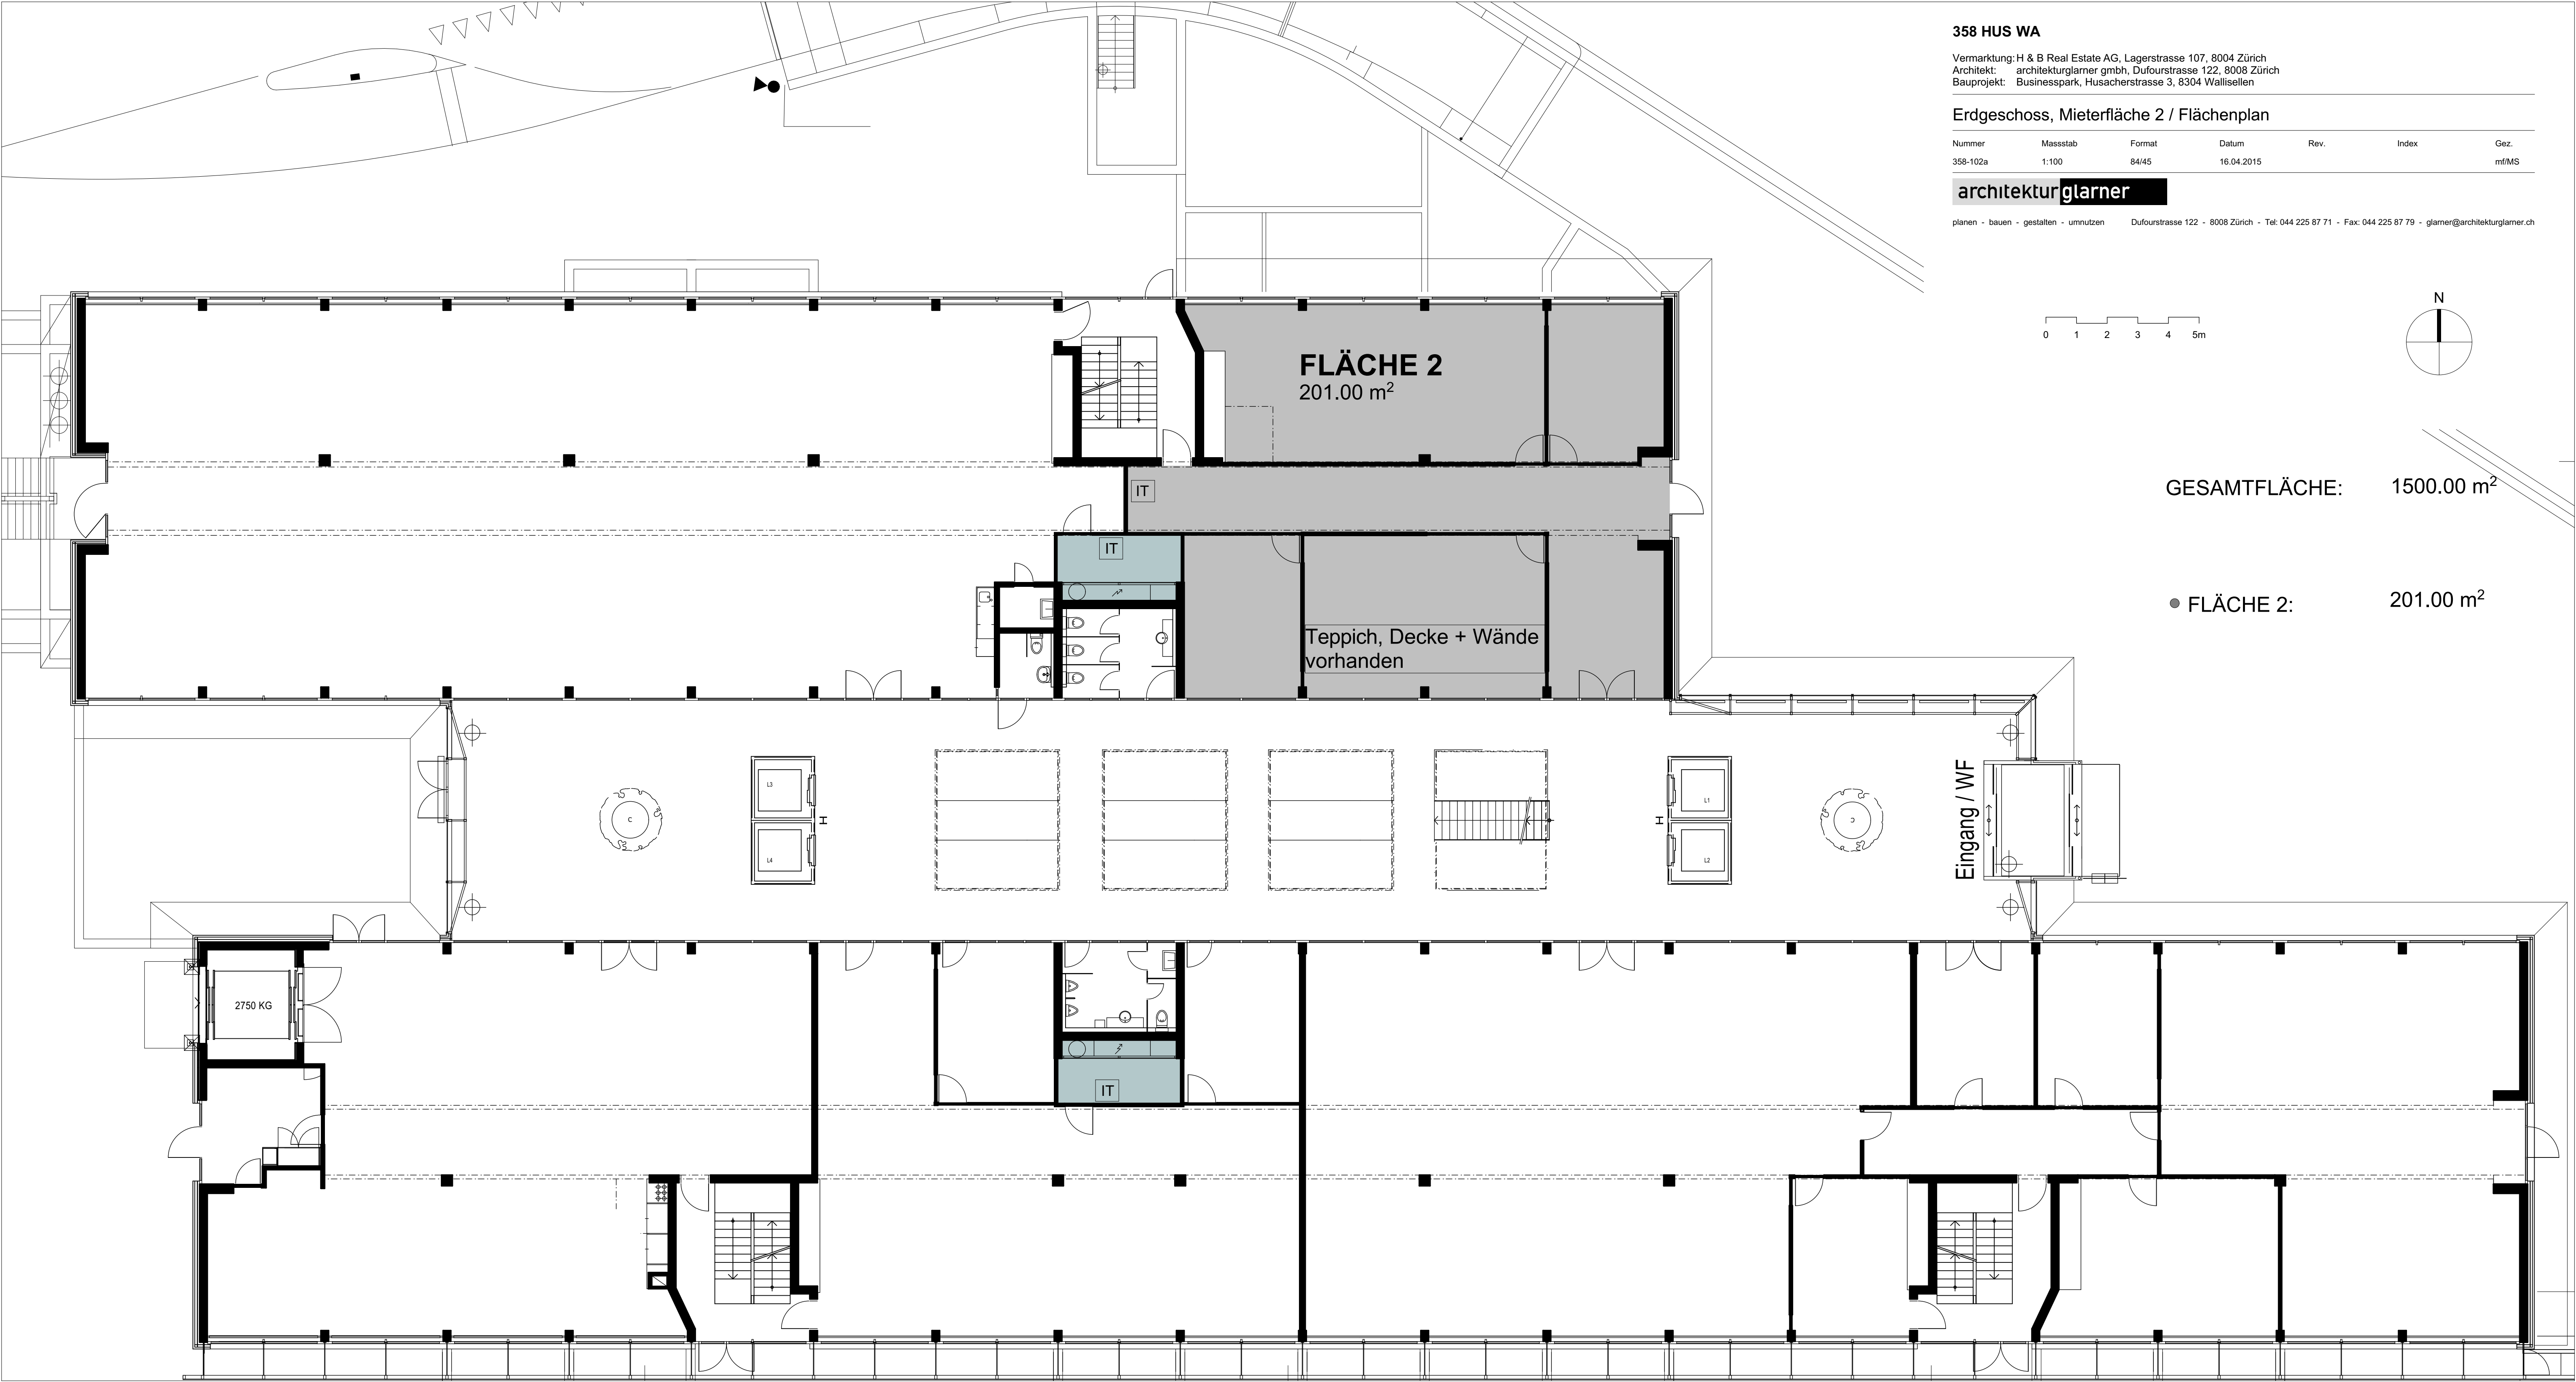 358 HUS WA
Vermarktung: H & B Real Estate AG, Lagerstrasse 107, 8004 Zürich
Architekt: architekturglarner gmbh, Dufourstrasse 122, 8008 Zürich
Bauprojekt: Businesspark, Husacherstrasse 3, 8304 Wallisellen
Erdgeschoss, Mieterfläche 2 / Flächenplan
Nummer Massstab Format Datum Rev. Index Gez.
358-102a 1:100 84/45 16.04.2015 mf/MS
architekturglarner
planen - bauen - gestalten - umnutzen Dufourstrasse 122 - 8008 Zürich - Tel: 044 225 87 71 - Fax: 044 225 87 79 - glarner@architekturglarner.ch
N
0 1 2 3 4 5m
FLÄCHE 2
201.00 m²
IT
GESAMTFLÄCHE: 1500.00 m²
IT
FLÄCHE 2: 201.00 m²
Teppich, Decke + Wände
vorhanden
L3
L1
C
H
H
D
Eingang / WF
L4
L2
2750 KG
IT